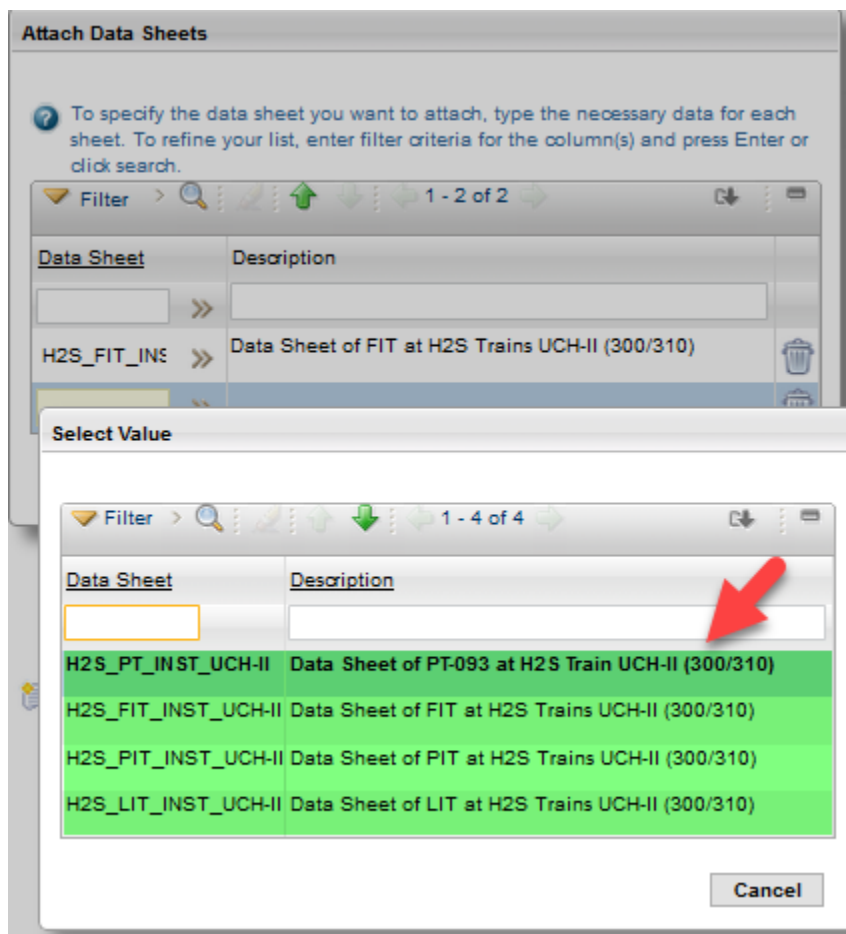 Attach Data Sheets
To specify the data sheet you want to attach, type the necessary data for each
sheet. To refine your list, enter filter criteria for the column(s) and press Enter or
click search.
Filter > 1 - 2 of 2
Data Sheet Description
H2S_FIT_INS Data Sheet of FIT at H2S Trains UCH-II (300/310)
Select Value
Filter > 1 - 4 of 4
Data Sheet Description
H2S_PT_INST_UCH-II Data Sheet of PT-093 at H2S Train UCH-II (300/310)
H2S_FIT_INST_UCH-II Data Sheet of FIT at H2S Trains UCH-II (300/310)
H2S_PIT_INST_UCH-II Data Sheet of PIT at H2S Trains UCH-II (300/310)
H2S_LIT_INST_UCH-II Data Sheet of LIT at H2S Trains UCH-II (300/310)
Cancel